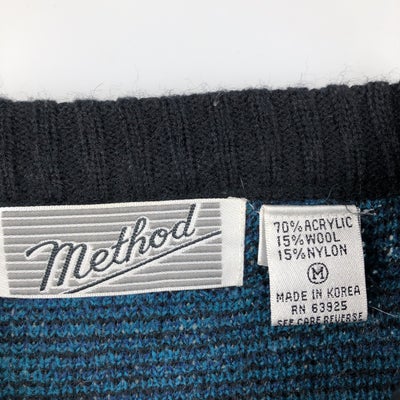 Method
70% ACRYLIC
15% WOOL
15% NYLON
M
MADE IN KOREA
RN 63925
SEE CARE REVERSE